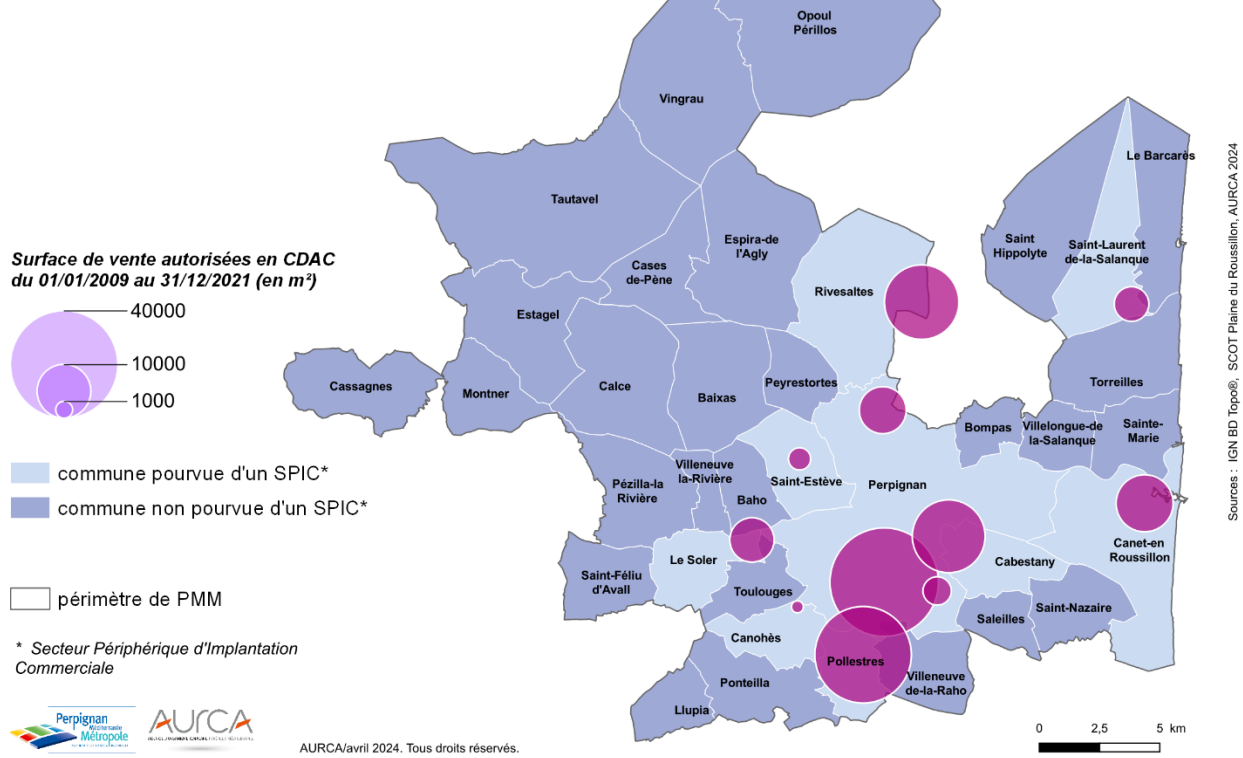 Opoul
Périllos
Vingrau
Le Barcarès
Tautavel
Espira-de
l'Agly
Saint
Hippolyte
Saint-Laurent
de-la-Salanque
Surface de vente autorisées en CDAC
du 01/01/2009 au 31/12/2021 (en m²)
Cases
de-Pène
Rivesaltes
40000
Estagel
10000
1000
Cassagnes
Montner
Calce
Baxas
Peyrestortes
Torreilles
Bompas
Villelongue-de
la-Salanque
Sainte-
Marie
commune pourvue d'un SPIC*
commune non pourvue d'un SPIC*
Pézilla-la
Rivière
Villeneuve
la-Rivière
Baho
Saint-Estève
Perpignan
Canet-en
Roussillon
Le Soler
Cabestany
Saint-Féliu
d'Avall
Toulouges
Saleilles
Saint-Nazaire
périmètre de PMM
Canohès
Pollestres
Villeneuve
de-la-Raho
Ponteilla
Llupia
* Secteur Périphérique d'Implantation
Commerciale
Perpignan
Méditerranée
Métropole
AURCA
AURCA/avril 2024. Tous droits réservés.
0 2,5 5 km
Sources : IGN BD Topo®, SCOT Plaine du Roussillon, AURCA 2024